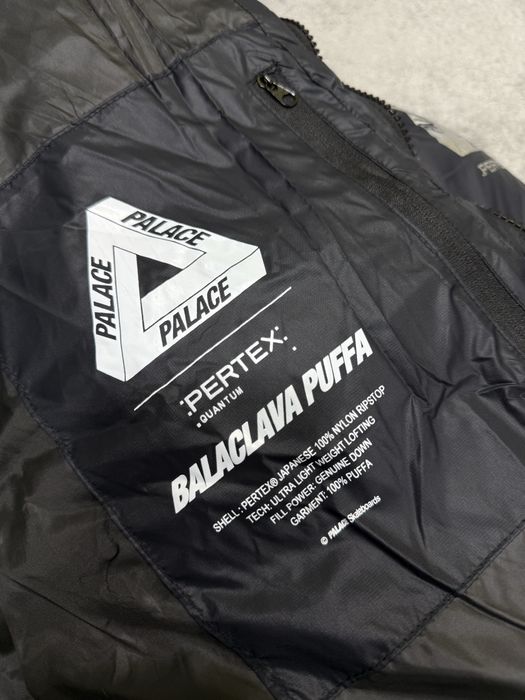 PALACE
PALACE
PALACE
:PERTEX:
.QUANTUM
BALACLAVA PUFFA
SHELL : PERTEX® JAPANESE 100% NYLON RIPSTOP
TECH: ULTRA LIGHT WEIGHT LOFTING
FILL POWER: GENUINE DOWN
GARMENT: 100% PUFFA
© PALACE Skateboards